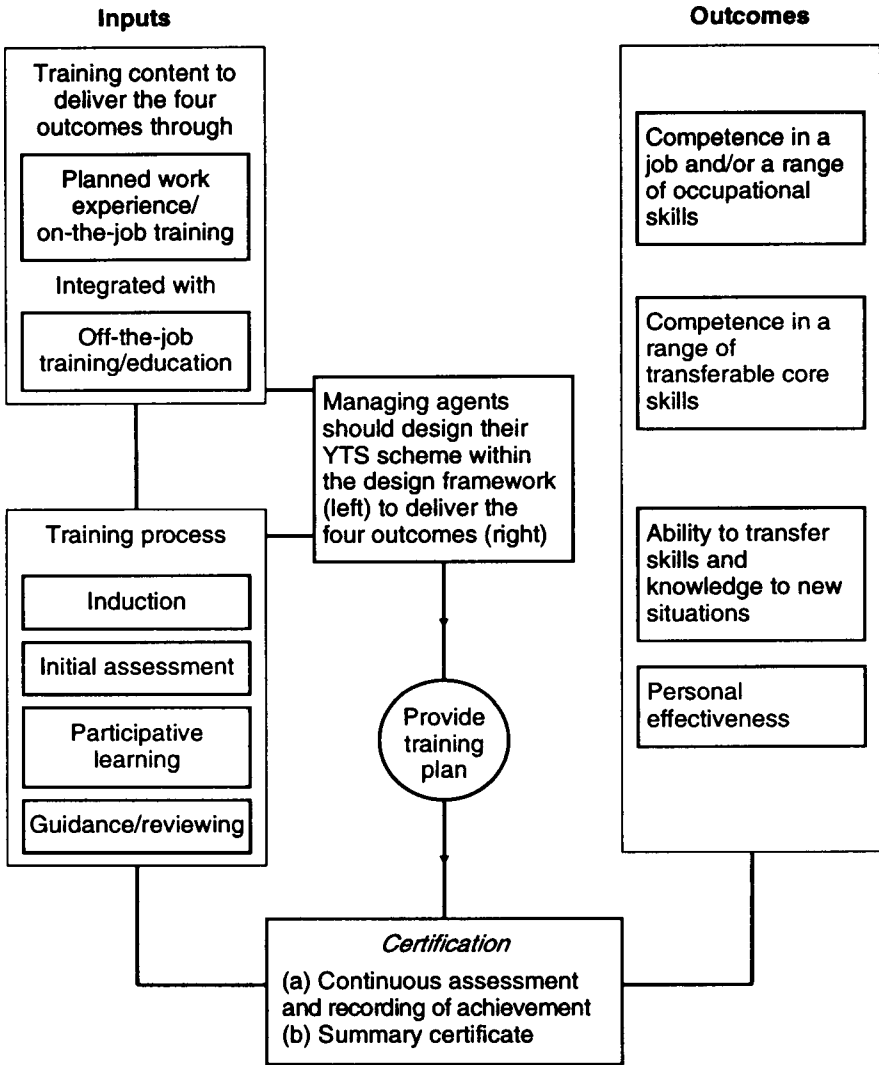 Inputs
Training content to
deliver the four
outcomes through
Planned work
experience/
on-the-job training
Integrated with
Off-the-job
training/education
Training process
Induction
Initial assessment
Participative
learning
Guidance/reviewing
Managing agents
should design their
YTS scheme within
the design framework
(left) to deliver the
four outcomes (right)
Provide
training
plan
Certification
(a) Continuous assessment
and recording of achievement
(b) Summary certificate
Outcomes
Competence in a
job and/or a range
of occupational
skills
Competence in a
range of
transferable core
skills
Ability to transfer
skills and
knowledge to new
situations
Personal
effectiveness